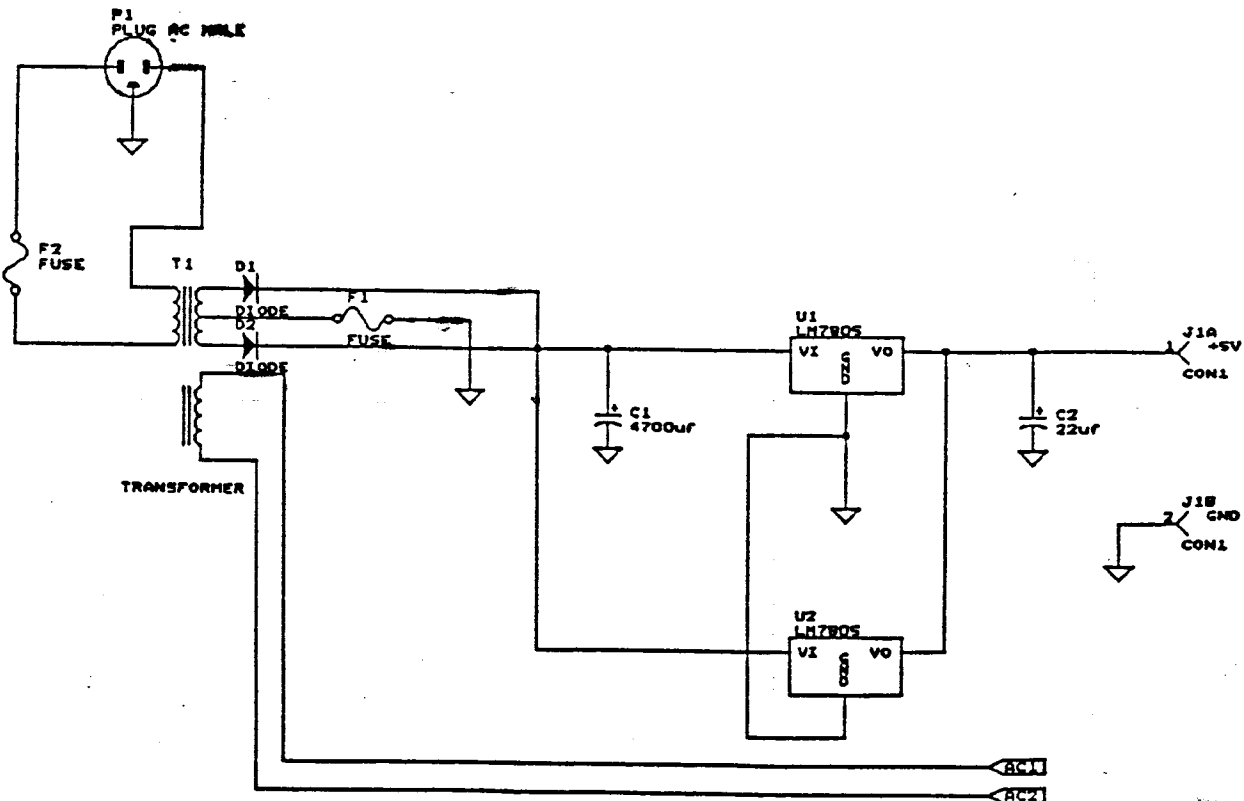 P1
PLUG AC MALE
F2
FUSE
T1
D1
DIODE
F1
D2
FUSE
DIODE
TRANSFORMER
C1
4700uf
U1
LM7805
VI
GND
VO
1
J1A
+5V
CON1
C2
22uf
2
J1B
GND
CON1
U2
LM7805
VI
GND
VO
AC1
AC2